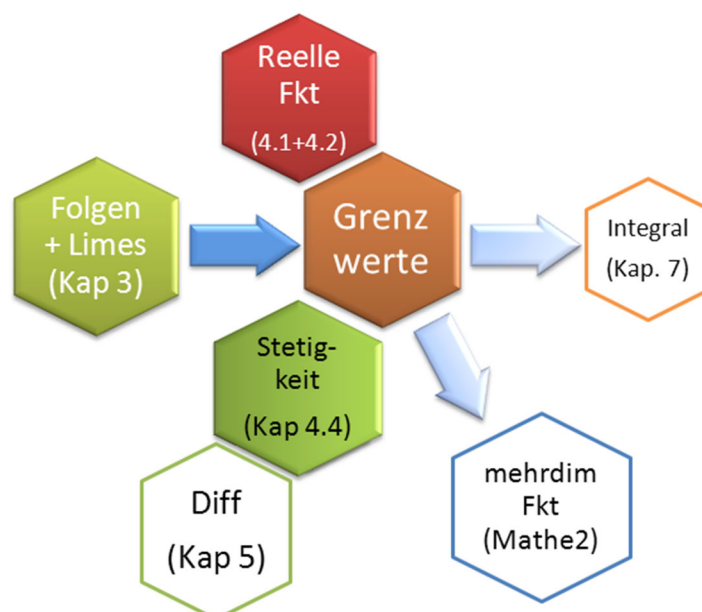 Reelle
Fkt
(4.1+4.2)
Folgen
+ Limes
(Kap 3)
Grenz
werte
Integral
(Kap. 7)
Stetig-
keit
(Kap 4.4)
Diff
(Kap 5)
mehrdim
Fkt
(Mathe2)